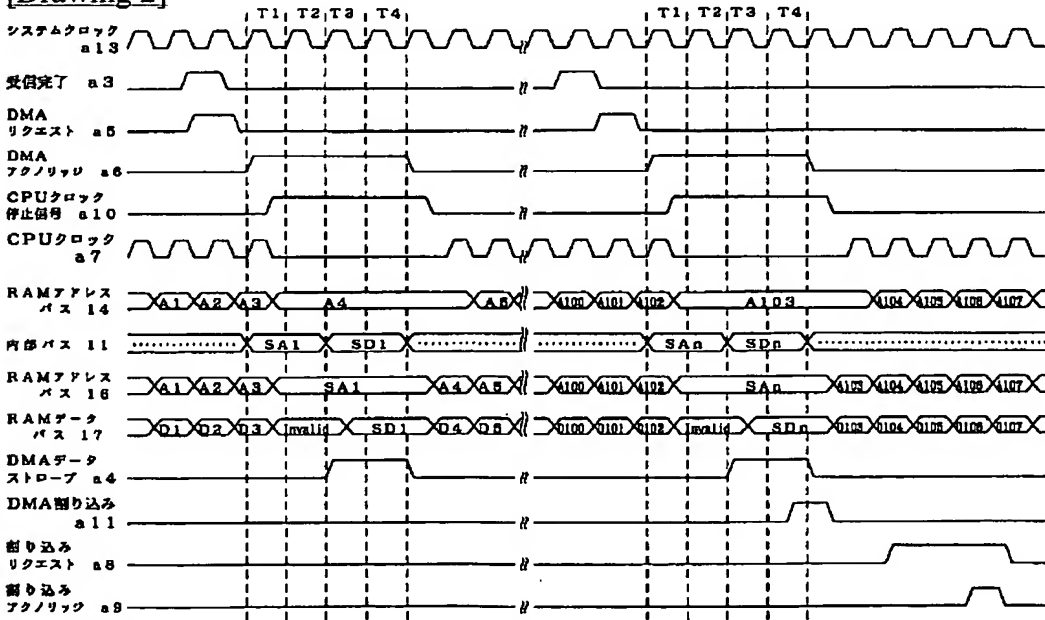 [Drawing 2]
T1 T2 T3 T4 T1 T2 T3 T4
システムクロック
a13
受信完了 a3
DMA
リクエスト a5
DMA
アクノリッジ a6
CPUクロック
停止信号 a10
CPUクロック
a7
RAMアドレス
バス 14
A1 A2 A3 A4 A5 A100 A101 A102 A103 A104 A105 A106 A107
内部バス 11
SA1 SD1 SAn SDn
RAMアドレス
バス 16
A1 A2 A3 SA1 A4 A5 A100 A101 A102 SAn A103 A104 A105 A106 A107
RAMデータ
バス 17
D1 D2 D3 Invalid SD1 D4 D5 D100 D101 D102 Invalid SDn D103 D104 D105 D106 D107
DMAデータ
ストローブ a4
DMA割り込み
a11
割り込み
リクエスト a8
割り込み
アクノリッジ a9